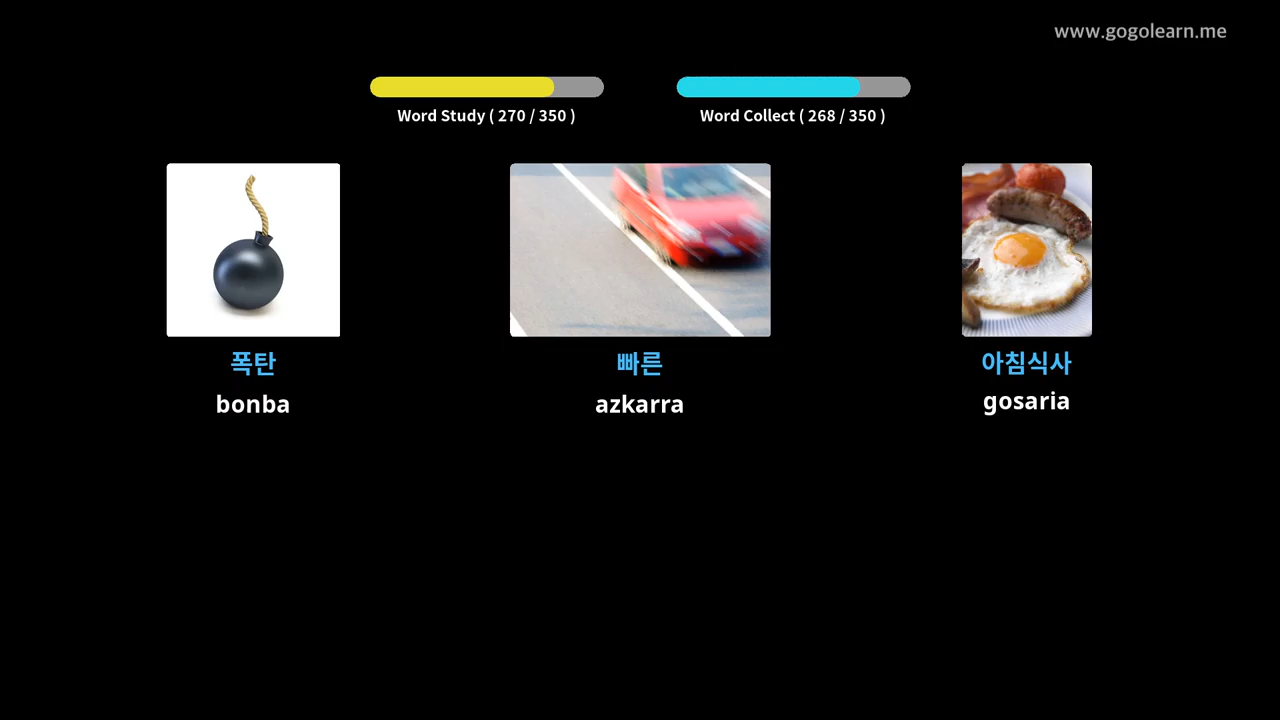 www.gogolearn.me
Word Study ( 270 / 350 )
Word Collect ( 268 / 350 )
폭탄
bonba
빠른
azkarra
아침식사
gosaria